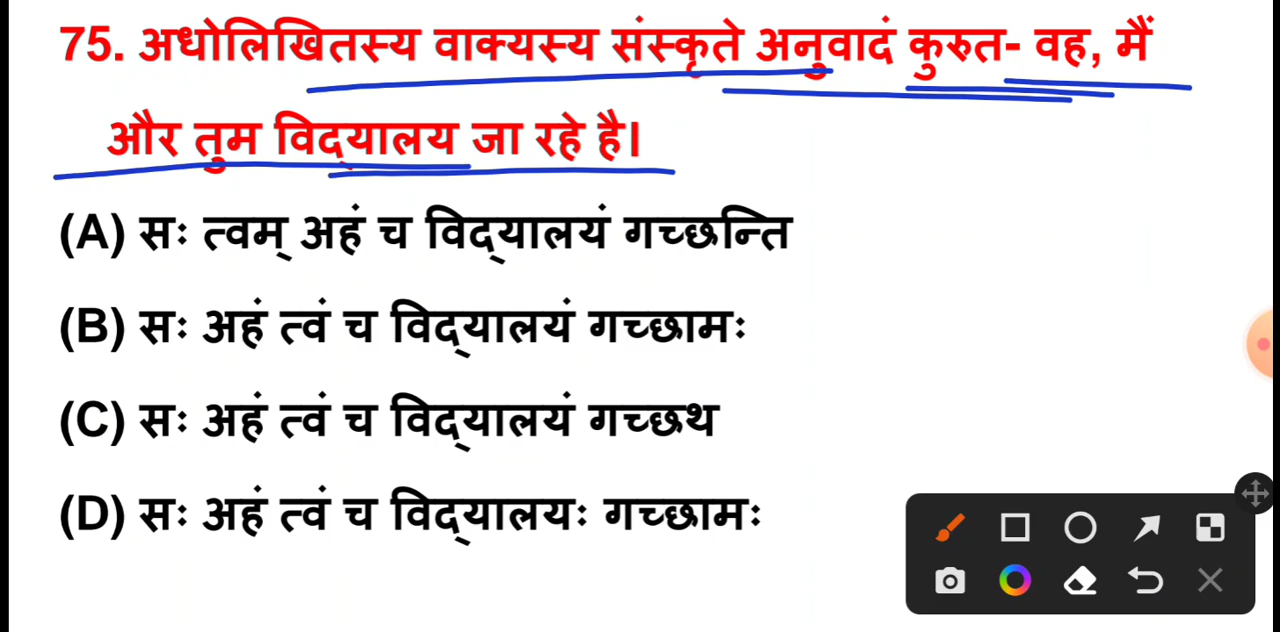 75. अधोलिखितस्य वाक्यस्य संस्कृते अनुवादं कुरुत- वह, मैं
और तुम विद्यालय जा रहे है।
(A) सः त्वम् अहं च विद्यालयं गच्छन्ति
(B) सः अहं त्वं च विद्यालयं गच्छामः
(C) सः अहं त्वं च विद्यालयं गच्छथ
(D) सः अहं त्वं च विद्यालयः गच्छामः